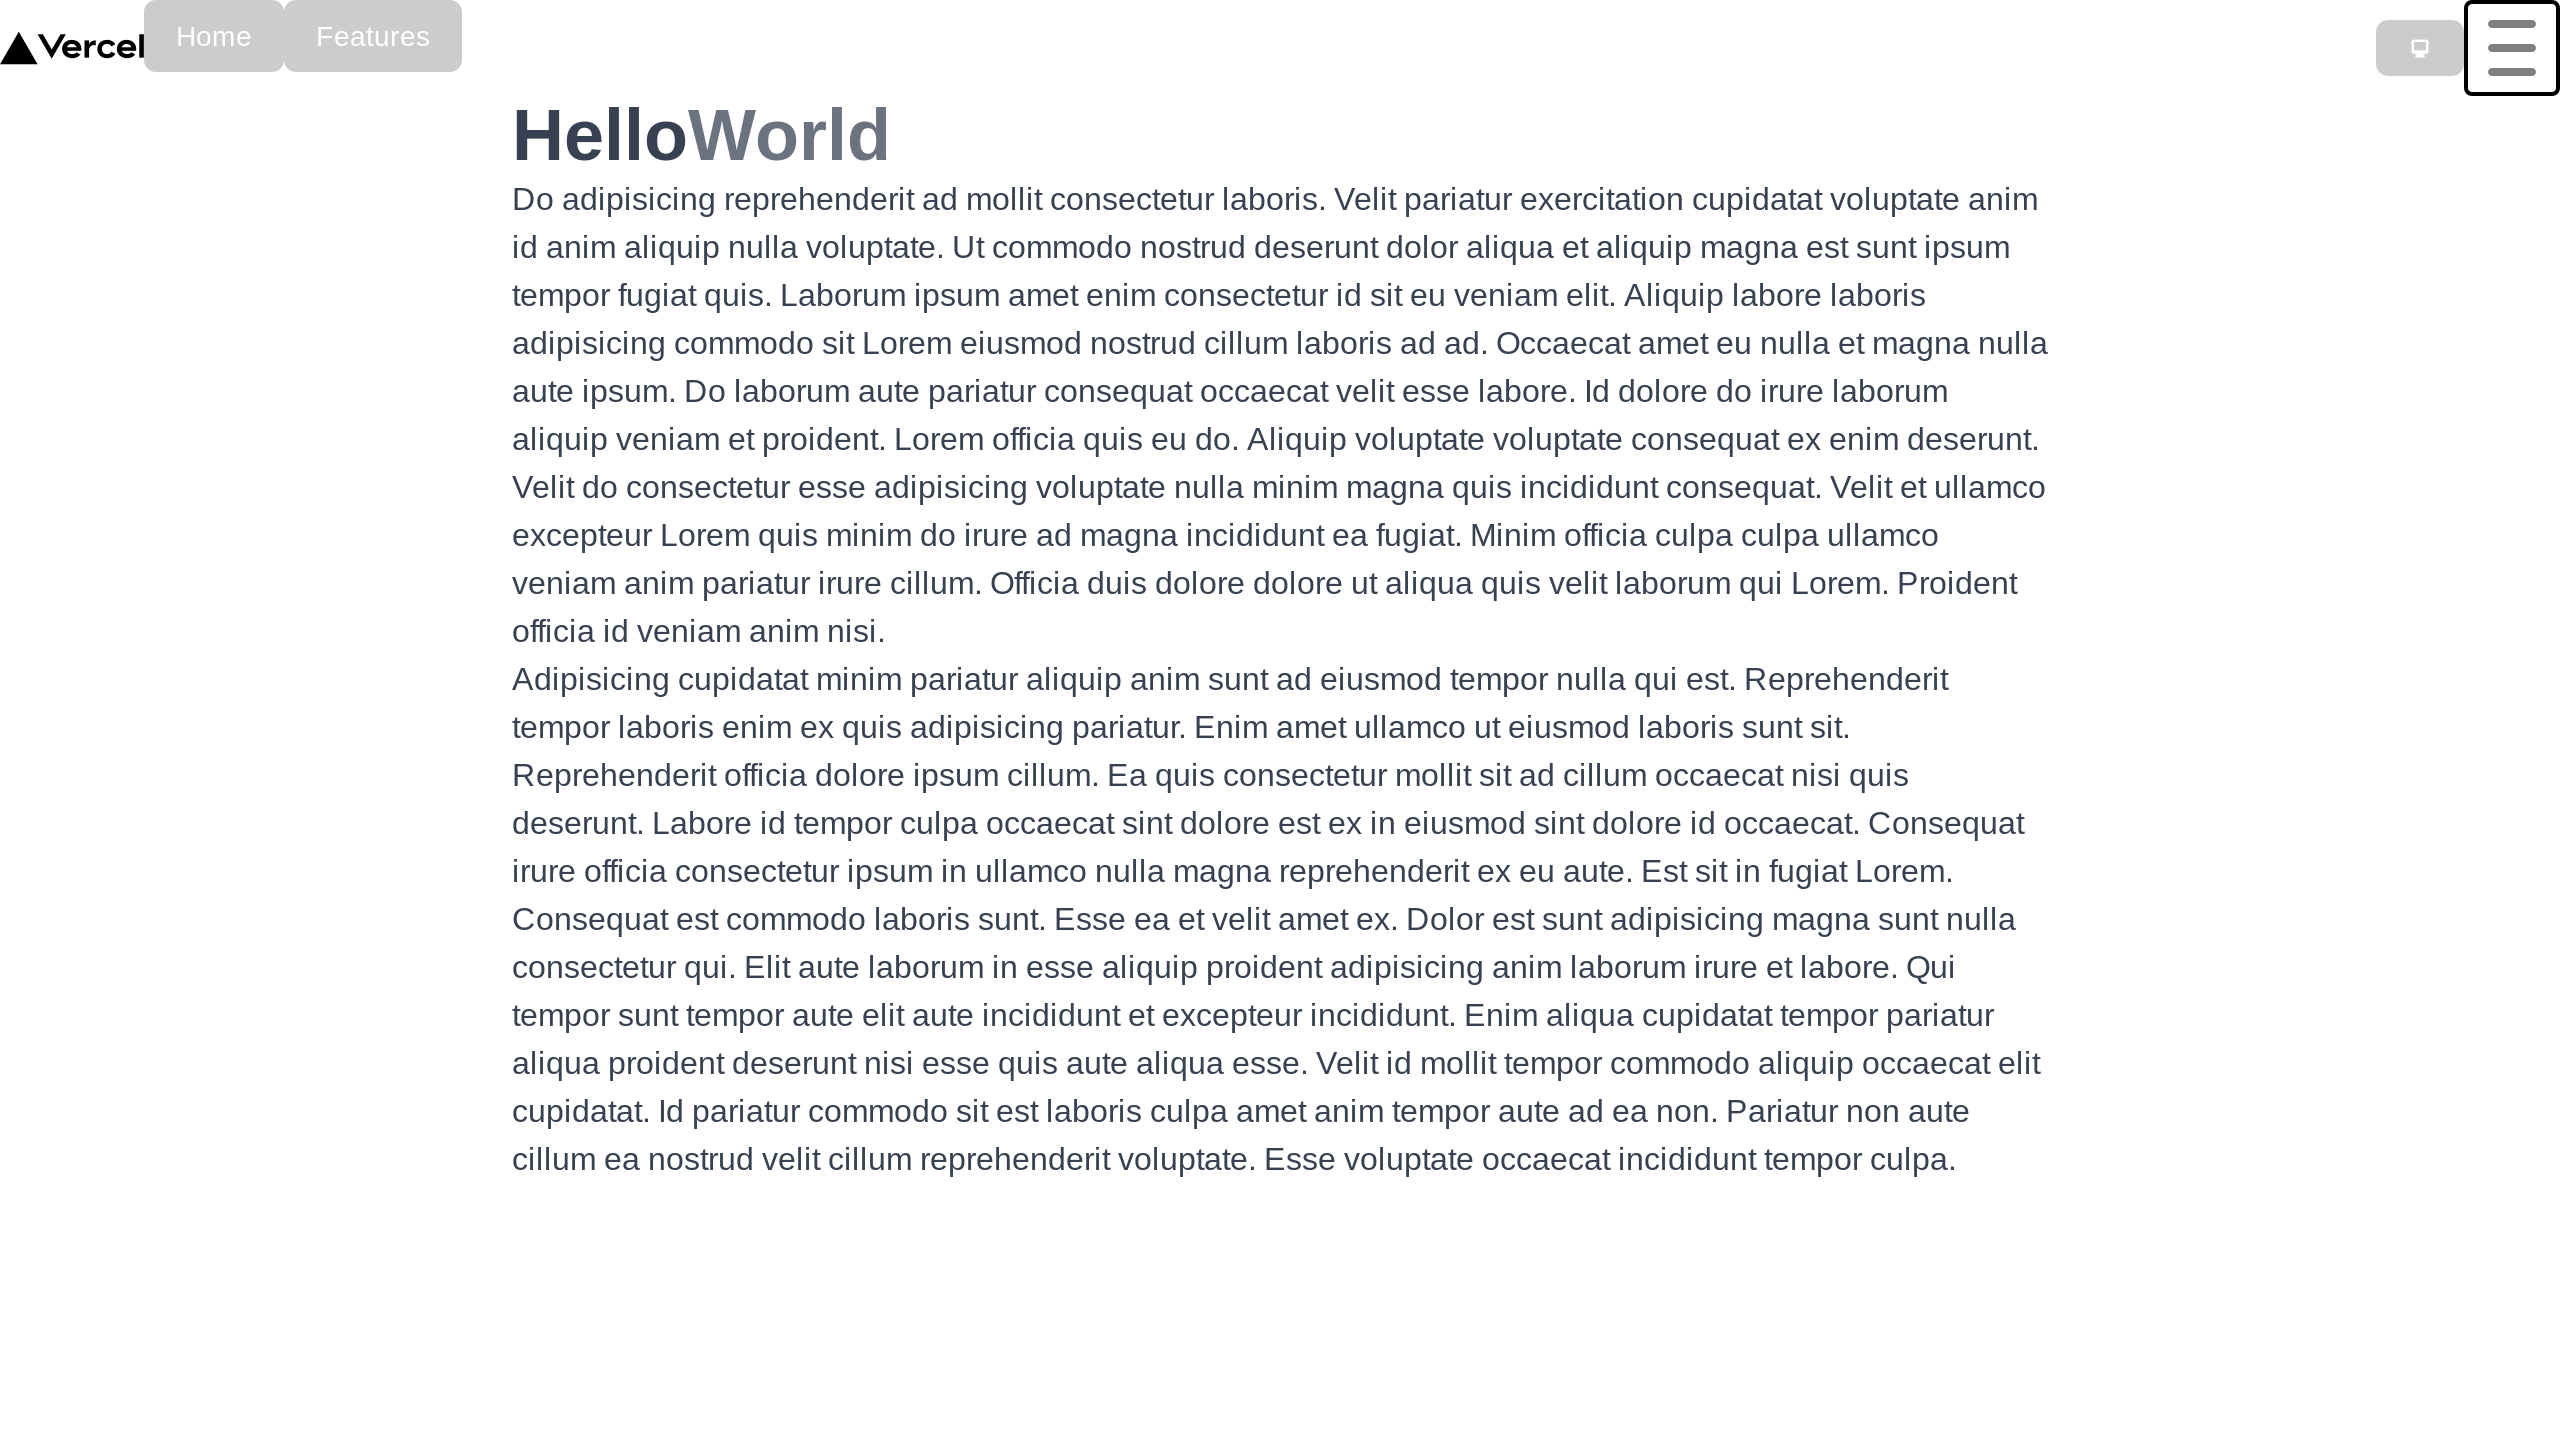 Vercel Home Features
HelloWorld
Do adipisicing reprehenderit ad mollit consectetur laboris. Velit pariatur exercitation cupidatat voluptate anim
id anim aliquip nulla voluptate. Ut commodo nostrud deserunt dolor aliqua et aliquip magna est sunt ipsum
tempor fugiat quis. Laborum ipsum amet enim consectetur id sit eu veniam elit. Aliquip labore laboris
adipisicing commodo sit Lorem eiusmod nostrud cillum laboris ad ad. Occaecat amet eu nulla et magna nulla
aute ipsum. Do laborum aute pariatur consequat occaecat velit esse labore. Id dolore do irure laborum
aliquip veniam et proident. Lorem officia quis eu do. Aliquip voluptate voluptate consequat ex enim deserunt.
Velit do consectetur esse adipisicing voluptate nulla minim magna quis incididunt consequat. Velit et ullamco
excepteur Lorem quis minim do irure ad magna incididunt ea fugiat. Minim officia culpa culpa ullamco
veniam anim pariatur irure cillum. Officia duis dolore dolore ut aliqua quis velit laborum qui Lorem. Proident
officia id veniam anim nisi.
Adipisicing cupidatat minim pariatur aliquip anim sunt ad eiusmod tempor nulla qui est. Reprehenderit
tempor laboris enim ex quis adipisicing pariatur. Enim amet ullamco ut eiusmod laboris sunt sit.
Reprehenderit officia dolore ipsum cillum. Ea quis consectetur mollit sit ad cillum occaecat nisi quis
deserunt. Labore id tempor culpa occaecat sint dolore est ex in eiusmod sint dolore id occaecat. Consequat
irure officia consectetur ipsum in ullamco nulla magna reprehenderit ex eu aute. Est sit in fugiat Lorem.
Consequat est commodo laboris sunt. Esse ea et velit amet ex. Dolor est sunt adipisicing magna sunt nulla
consectetur qui. Elit aute laborum in esse aliquip proident adipisicing anim laborum irure et labore. Qui
tempor sunt tempor aute elit aute incididunt et excepteur incididunt. Enim aliqua cupidatat tempor pariatur
aliqua proident deserunt nisi esse quis aute aliqua esse. Velit id mollit tempor commodo aliquip occaecat elit
cupidatat. Id pariatur commodo sit est laboris culpa amet anim tempor aute ad ea non. Pariatur non aute
cillum ea nostrud velit cillum reprehenderit voluptate. Esse voluptate occaecat incididunt tempor culpa.